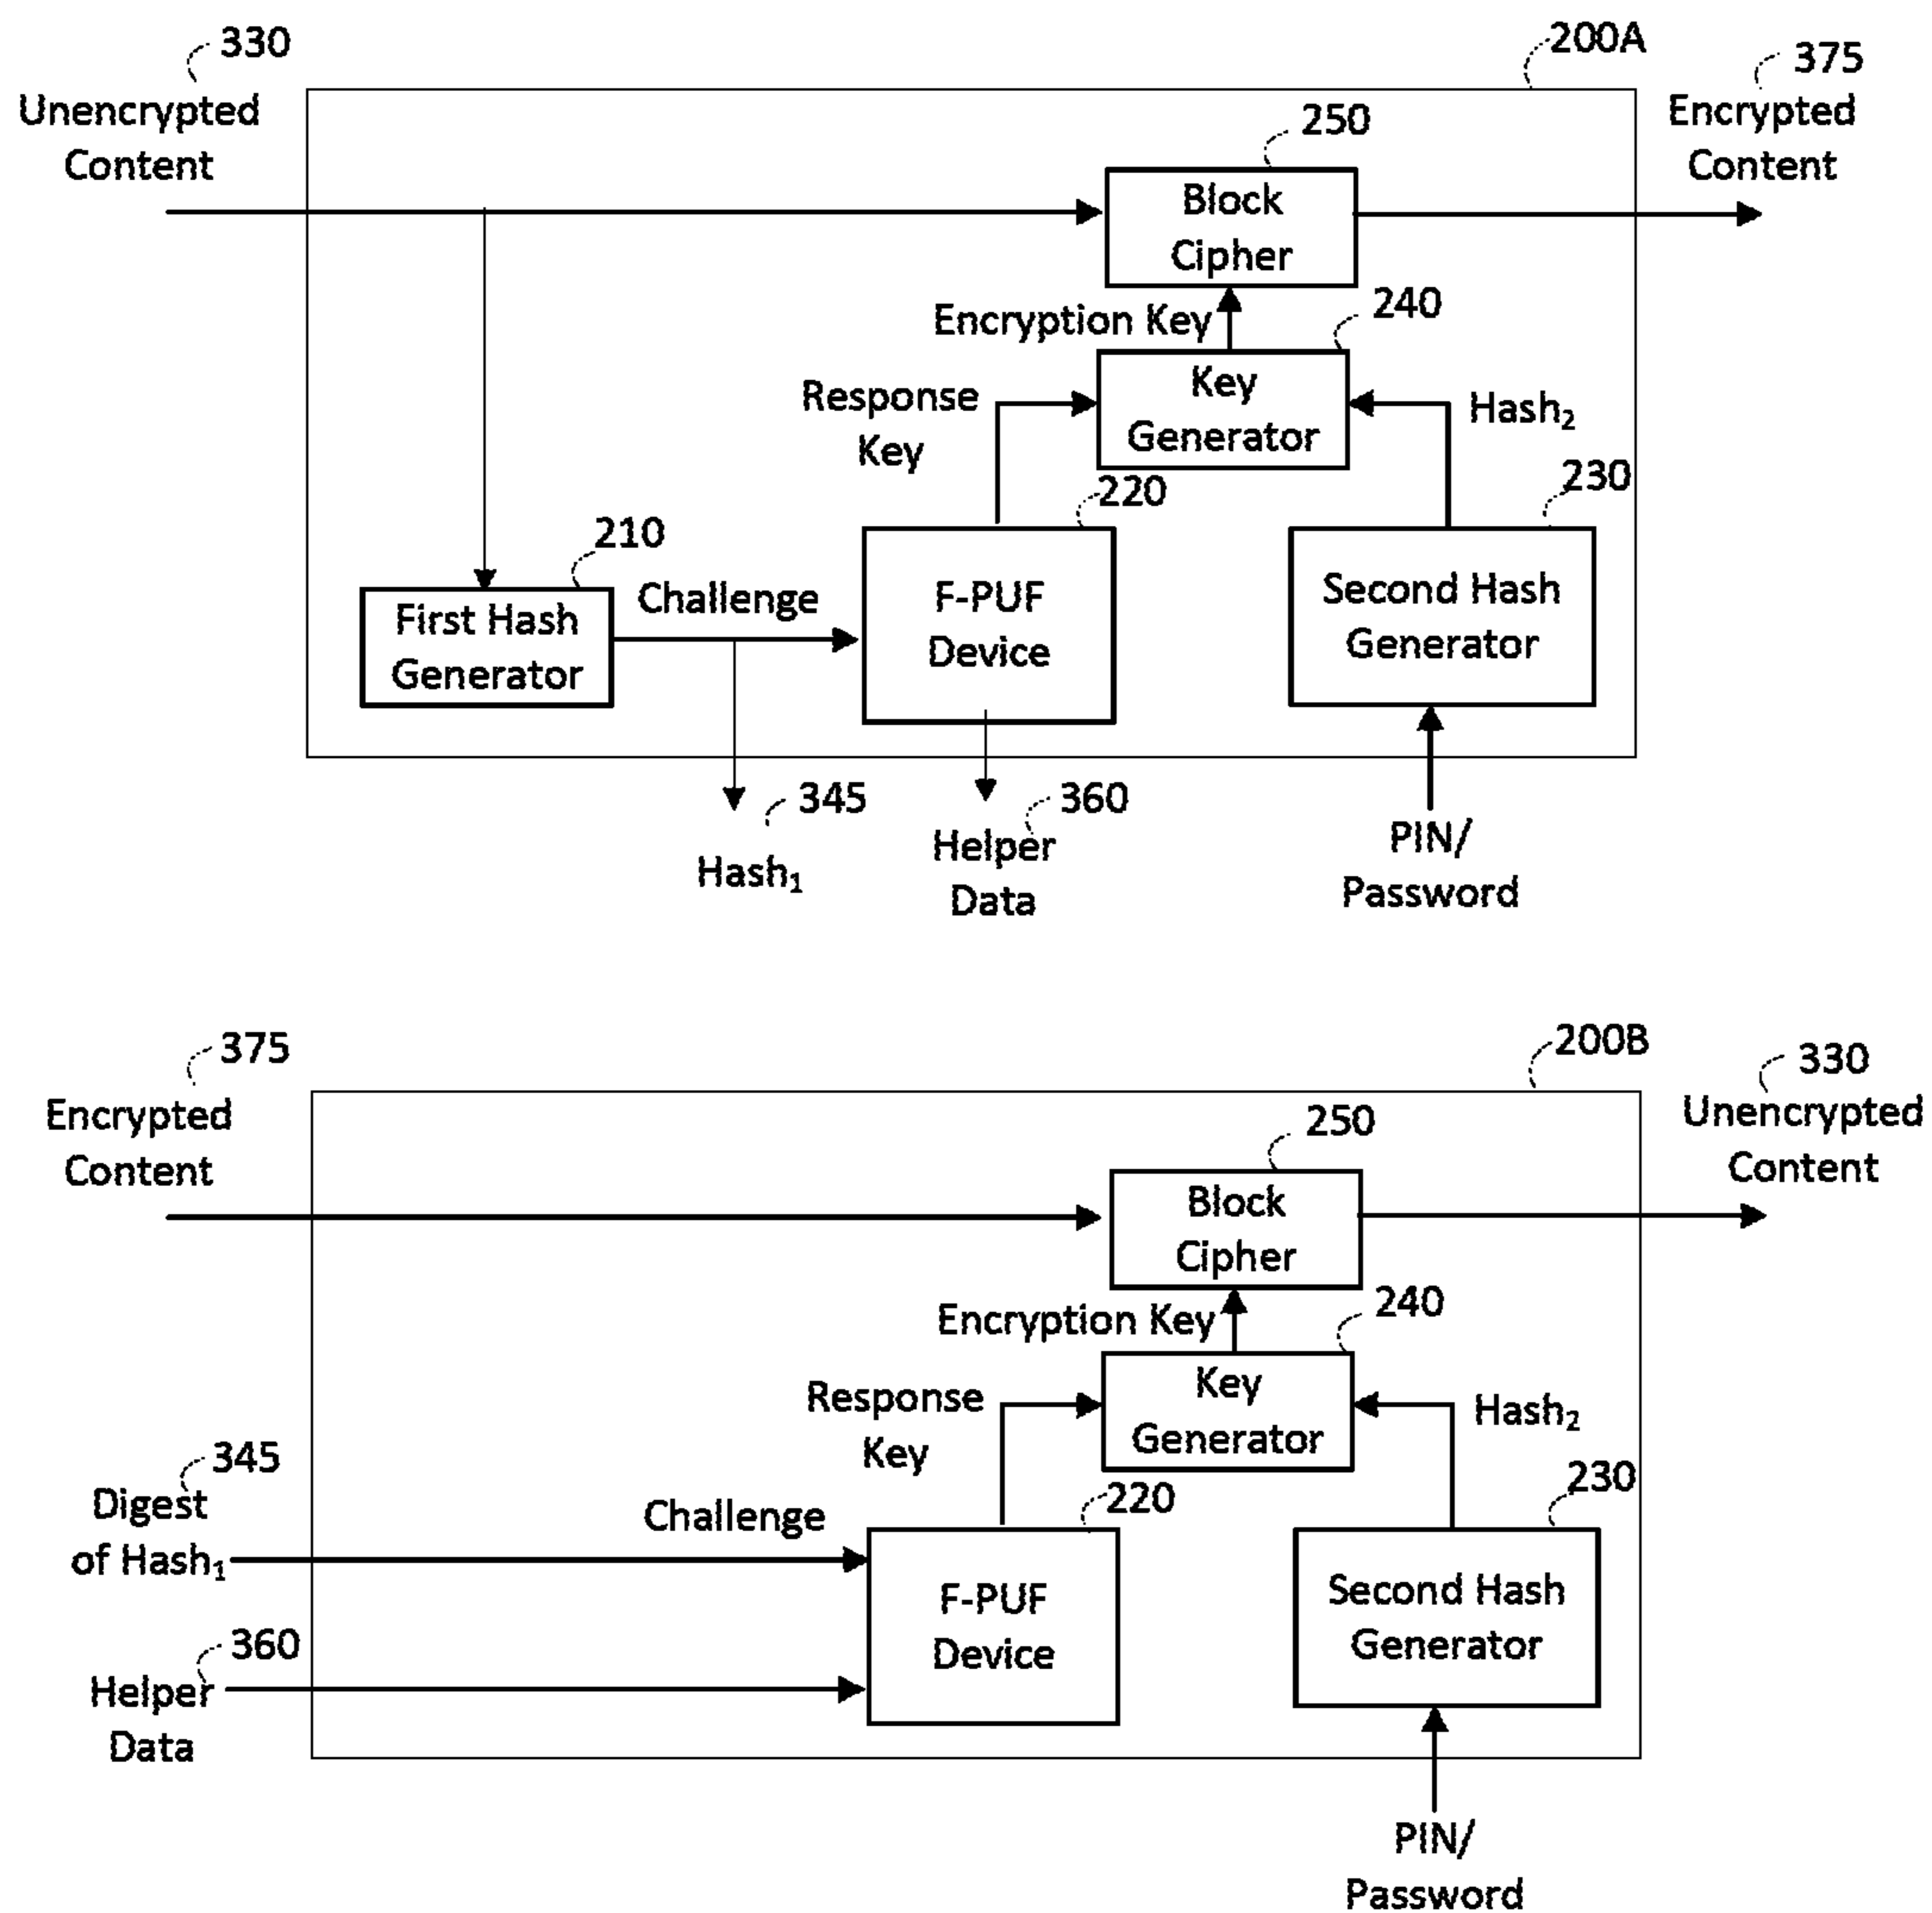 330
Unencrypted
Content
200A
375
Encrypted
Content
250
Block
Cipher
Encryption Key
240
Response
Key
Key
Generator
Hash₂
220
230
210
First Hash
Generator
Challenge
F-PUF
Device
Second Hash
Generator
345
Hash₁
360
Helper
Data
PIN/
Password
375
Encrypted
Content
200B
330
Unencrypted
Content
250
Block
Cipher
Encryption Key
240
Response
Key
Key
Generator
Hash₂
345
Digest
of Hash₁
Challenge
220
230
F-PUF
Device
Second Hash
Generator
360
Helper
Data
PIN/
Password